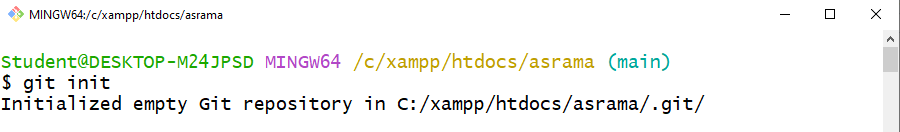 MINGW64:/c/xampp/htdocs/asrama
Student@DESKTOP-M24JPSD MINGW64 /c/xampp/htdocs/asrama (main)
$ git init
Initialized empty Git repository in C:/xampp/htdocs/asrama/.git/